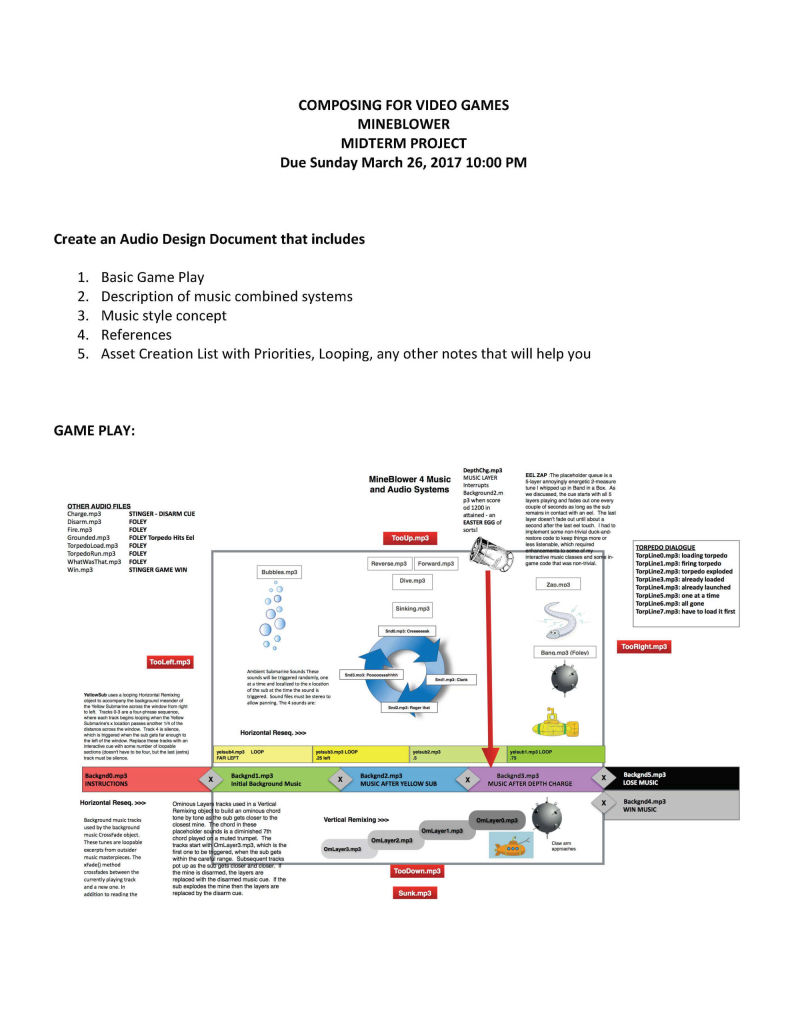 COMPOSING FOR VIDEO GAMES
MINEBLOWER
MIDTERM PROJECT
Due Sunday March 26, 2017 10:00 PM
Create an Audio Design Document that includes
1. Basic Game Play
2. Description of music combined systems
3. Music style concept
4. References
5. Asset Creation List with Priorities, Looping, any other notes that will help you
GAME PLAY:
MineBlower 4 Music
and Audio Systems
DepthChg.mp3
MUSIC LAYER
Interrupts
Background2.m
p3 when score
od 1200 in
attained - an
EASTER EGG of
sorts!
EEL ZAP :The placeholder queue is a
5-layer annoyingly energetic 2-measure
tune I whipped up in Band in a Box. As
we discussed, the cue starts with all 5
layers playing and fades out one every
couple of seconds as long as the sub
remains in contact with an eel. The last
layer doesn't fade out until about a
second after the last eel touch. I had to
implement some non-trivial duck-and-
restore code to keep things more or
less listenable, which required
enhancements to some of my
interactive music classes and some in-
game code that was non-trivial.
OTHER AUDIO FILES
Charge.mp3 STINGER - DISARM CUE
Disarm.mp3 FOLEY
Fire.mp3 FOLEY
Grounded.mp3 FOLEY Torpedo Hits Eel
TorpedoLoad.mp3 FOLEY
TorpedoRun.mp3 FOLEY
WhatWasThat.mp3 FOLEY
Win.mp3 STINGER GAME WIN
TooUp.mp3
TORPEDO DIALOGUE
TorpLine0.mp3: loading torpedo
TorpLine1.mp3: firing torpedo
TorpLine2.mp3: torpedo exploded
TorpLine3.mp3: already loaded
TorpLine4.mp3: already launched
TorpLine5.mp3: one at a time
TorpLine6.mp3: all gone
TorpLine7.mp3: have to load it first
Bubbles.mp3
Reverse.mp3 Forward.mp3
Dive.mp3
Sinking.mp3
Zap.mp3
Snd0.mp3: Creeeeeak
Snd3.mp3: Pooooosshhhh
Snd1.mp3: Clank
Snd2.mp3: Roger that
Bang.mp3 (Foley)
TooRight.mp3
TooLeft.mp3
Ambient Submarine Sounds These
sounds will be triggered randomly, one
at a time and localized to the x location
of the sub at the time the sound is
triggered. Sound files must be stereo to
allow panning. The 4 sounds are:
YellowSub uses a looping Horizontal Remixing
object to accompany the background meander of
the Yellow Submarine across the window from right
to left. Tracks 0-3 are a four-phrase sequence,
where each track begins looping when the Yellow
Submarine's x location passes another 1/4 of the
distance across the window. Track 4 is silence,
which is triggered when the sub gets far enough to
the left of the window. Replace these tracks with an
interactive cue with some number of loopable
sections (doesn't have to be four, but the last (extra)
track must be silence.
Horizontal Reseq. >>>
yelsub4.mp3 LOOP
FAR LEFT
yelsub3.mp3 LOOP
.25 left
yelsub2.mp3
.5
yelsub1.mp3 LOOP
.75
Backgnd0.mp3
INSTRUCTIONS
X
Backgnd1.mp3
Initial Background Music
X
Backgnd2.mp3
MUSIC AFTER YELLOW SUB
X
Backgnd3.mp3
MUSIC AFTER DEPTH CHARGE
X
Backgnd5.mp3
LOSE MUSIC
X
Backgnd4.mp3
WIN MUSIC
Horizontal Reseq. >>>
Background music tracks
used by the background
music Crossfade object.
These tunes are loopable
excerpts from outsider
music masterpieces. The
xfade() method
crossfades between the
currently playing track
and a new one. In
addition to reading the
Ominous Layers tracks used in a Vertical
Remixing object to build an ominous chord
tone by tone as the sub gets closer to the
closest mine. The chord in these
placeholder sounds is a diminished 7th
chord played on a muted trumpet. The
tracks start with OmLayer3.mp3, which is the
first one to be triggered, when the sub gets
within the careful range. Subsequent tracks
pot up as the sub gets closer and closer. If
the mine is disarmed, the layers are
replaced with the disarmed music cue. If the
sub explodes the mine then the layers are
replaced by the disarm cue.
Vertical Remixing >>>
OmLayer3.mp3
OmLayer2.mp3
OmLayer1.mp3
OmLayer0.mp3
Claw arm
approaches
TooDown.mp3
Sunk.mp3